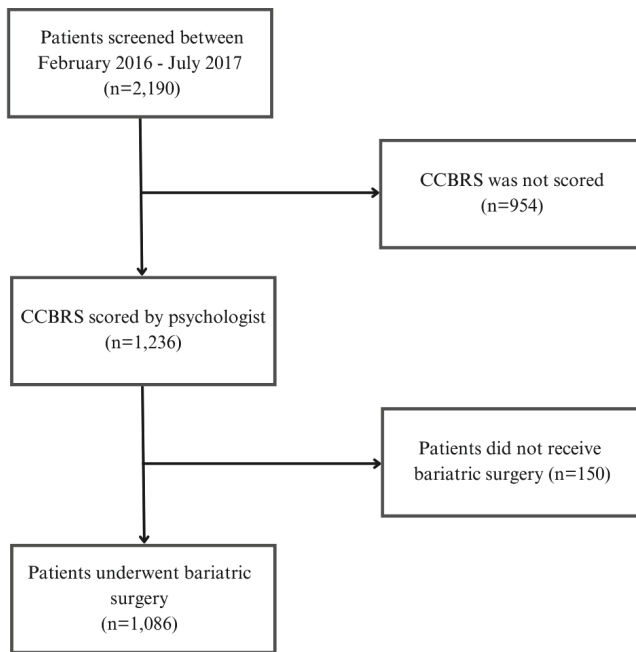 Patients screened between
February 2016 - July 2017
(n=2,190)
CCBRS was not scored
(n=954)
CCBRS scored by psychologist
(n=1,236)
Patients did not receive
bariatric surgery (n=150)
Patients underwent bariatric
surgery
(n=1,086)